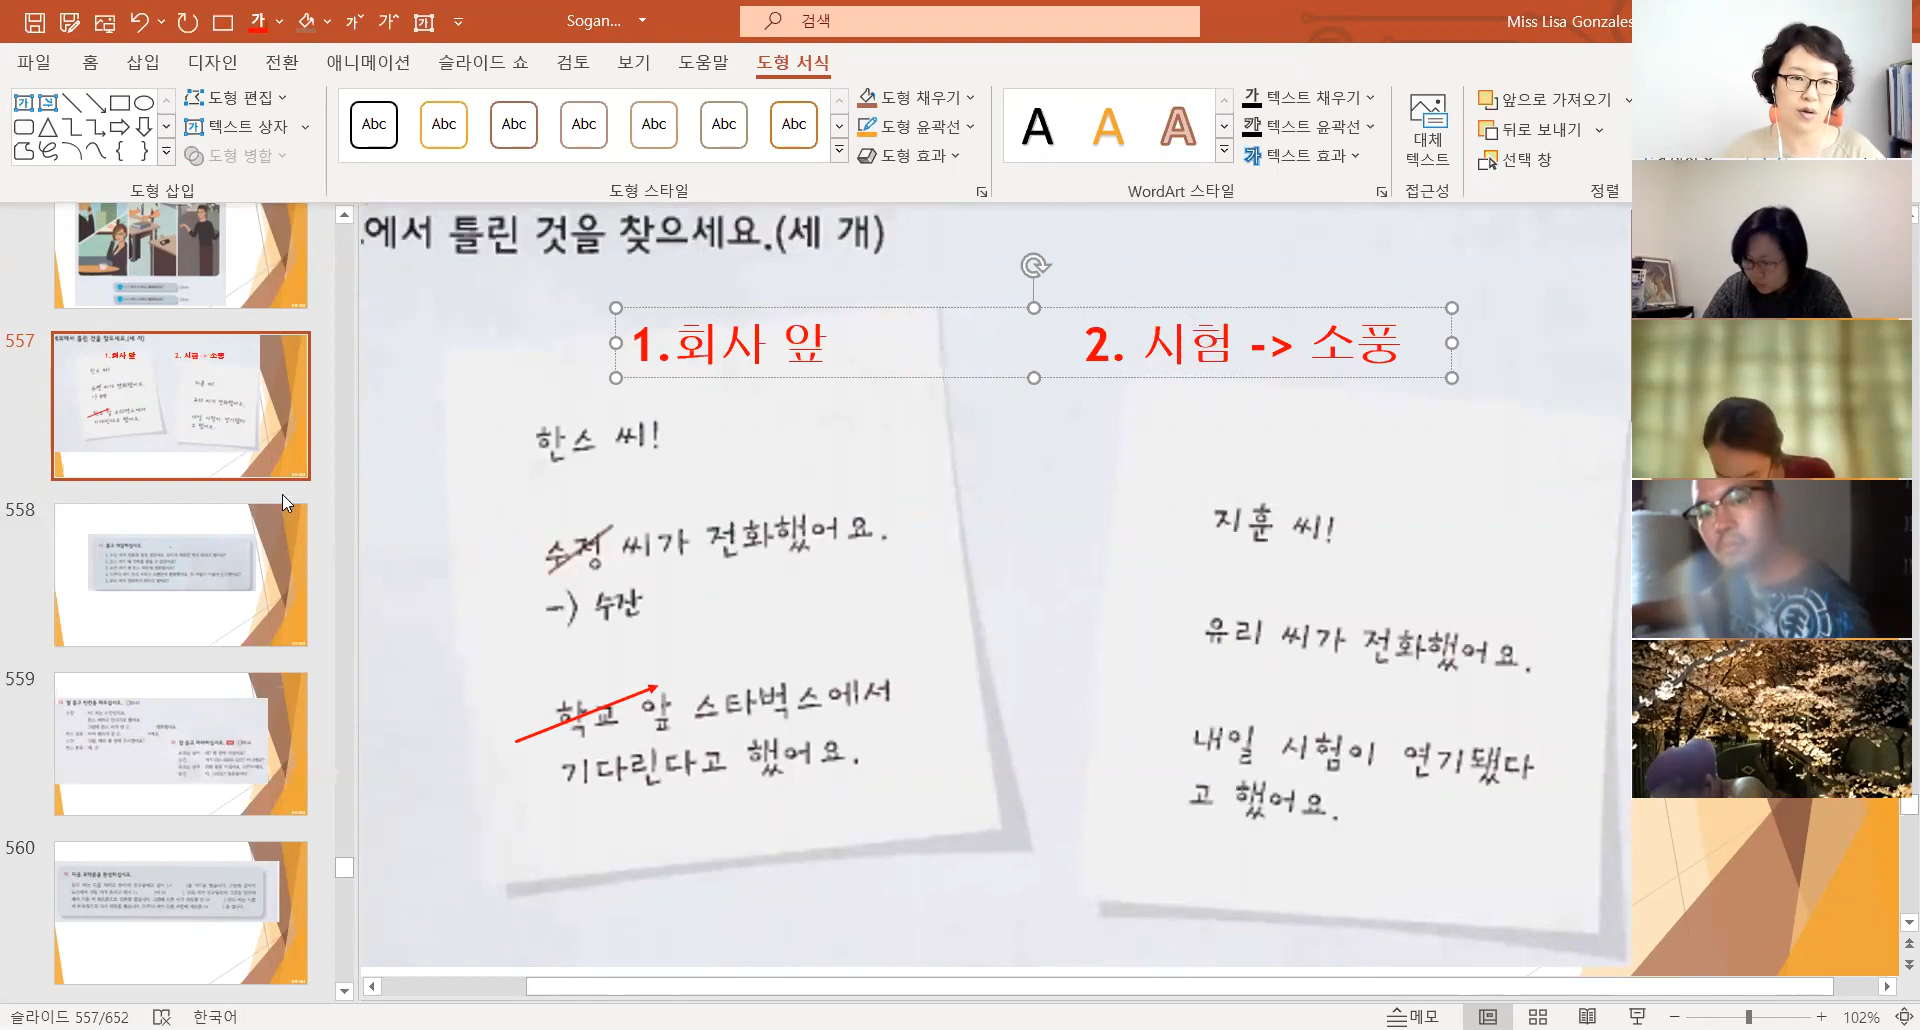 Sogan...
검색
Miss Lisa Gonzales
파일 홈 삽입 디자인 전환 애니메이션 슬라이드 쇼 검토 보기 도움말 도형 서식
도형 편집
텍스트 상자
도형 병합
도형 삽입
Abc Abc Abc Abc Abc Abc Abc
도형 채우기
도형 윤곽선
도형 효과
도형 스타일
A A A
텍스트 채우기
텍스트 윤곽선
텍스트 효과
WordArt 스타일
대체
텍스트
접근성
앞으로 가져오기
뒤로 보내기
선택 창
정렬
557
558
559
560
에서 틀린 것을 찾으세요.(세 개)
1.회사 앞 2. 시험 -> 소풍
한스 씨!
수정 씨가 전화했어요.
-) 수잔
학교 앞 스타벅스에서
기다린다고 했어요.
지훈 씨!
유리 씨가 전화했어요.
내일 시험이 연기됐다
고 했어요.
슬라이드 557/652
한국어
메모
102%